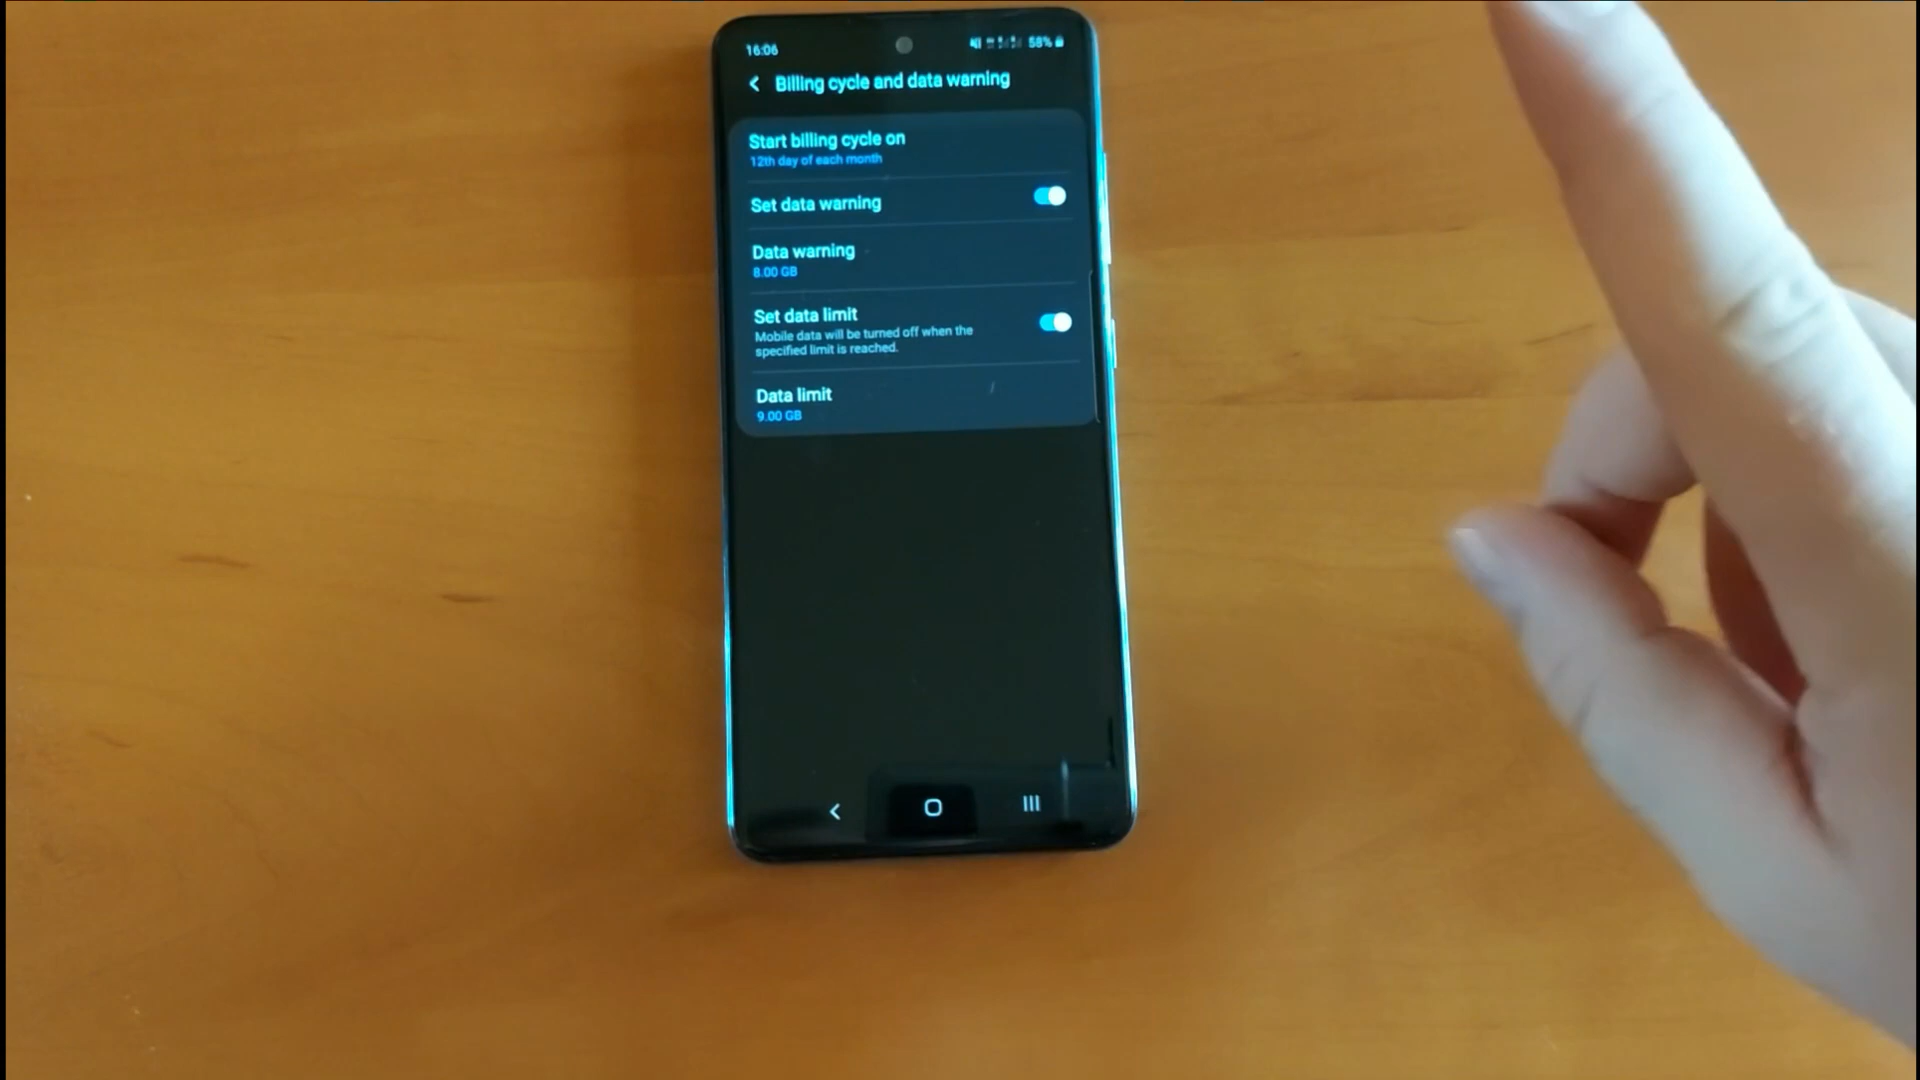 16:06
58%
Billing cycle and data warning
Start billing cycle on
12th day of each month
Set data warning
Data warning
8.00 GB
Set data limit
Mobile data will be turned off when the
specified limit is reached.
Data limit
9.00 GB